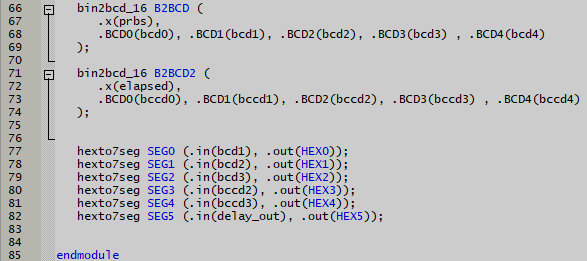 66 bin2bcd_16 B2BCD (
67 .x(prbs),
68 .BCD0(bcd0), .BCD1(bcd1), .BCD2(bcd2), .BCD3(bcd3) , .BCD4(bcd4)
69 );
70
71 bin2bcd_16 B2BCD2 (
72 .x(elapsed),
73 .BCD0(bccd0), .BCD1(bccd1), .BCD2(bccd2), .BCD3(bccd3) , .BCD4(bccd4)
74 );
75
76
77 hexto7seg SEG0 (.in(bcd1), .out(HEX0));
78 hexto7seg SEG1 (.in(bcd2), .out(HEX1));
79 hexto7seg SEG2 (.in(bcd3), .out(HEX2));
80 hexto7seg SEG3 (.in(bccd2), .out(HEX3));
81 hexto7seg SEG4 (.in(bccd3), .out(HEX4));
82 hexto7seg SEG5 (.in(delay_out), .out(HEX5));
83
84
85 endmodule